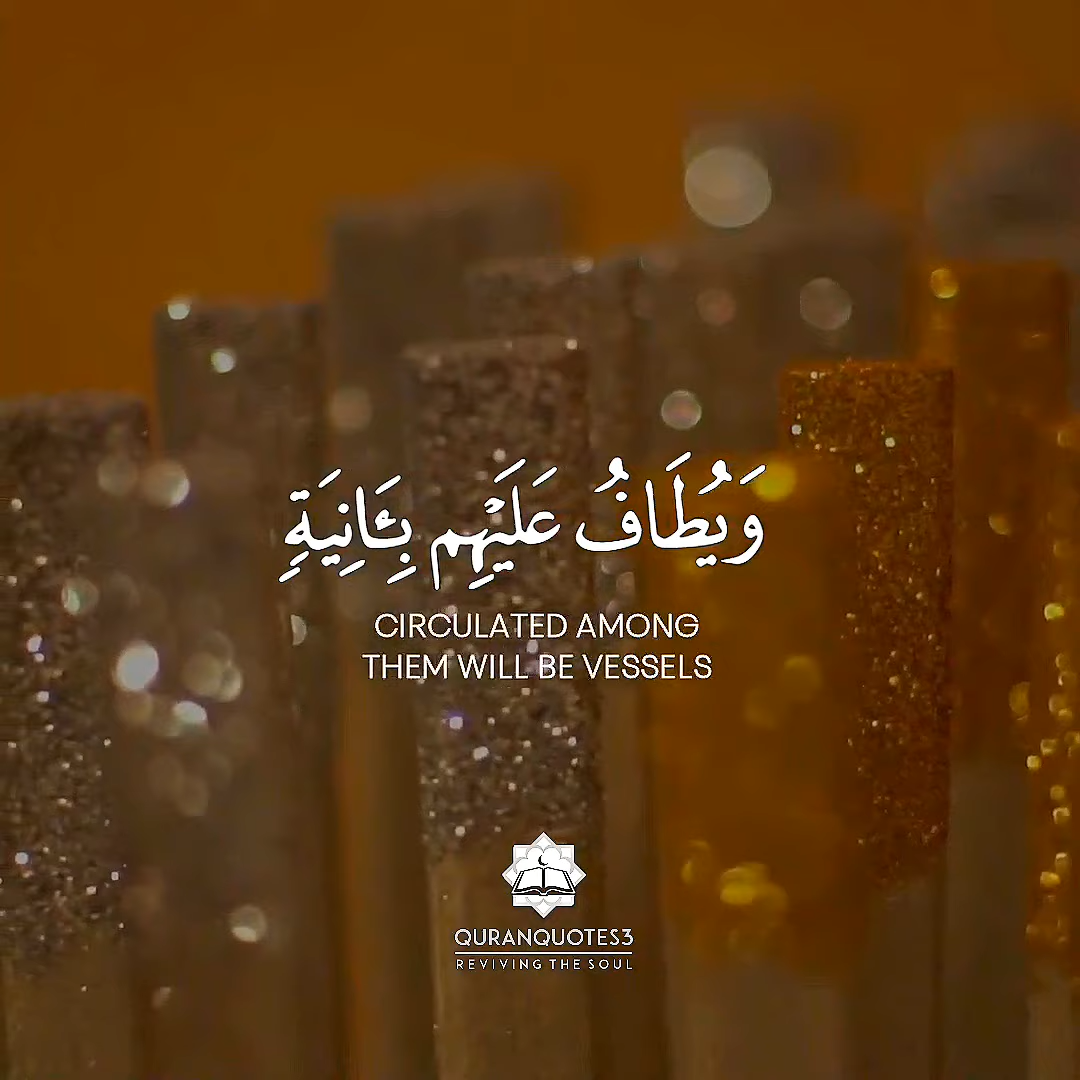 وَيُطَافُ عَلَيْهِم بِـَٔانِيَةٍ
CIRCULATED AMONG
THEM WILL BE VESSELS
QURANQUOTES3
REVIVING THE SOUL